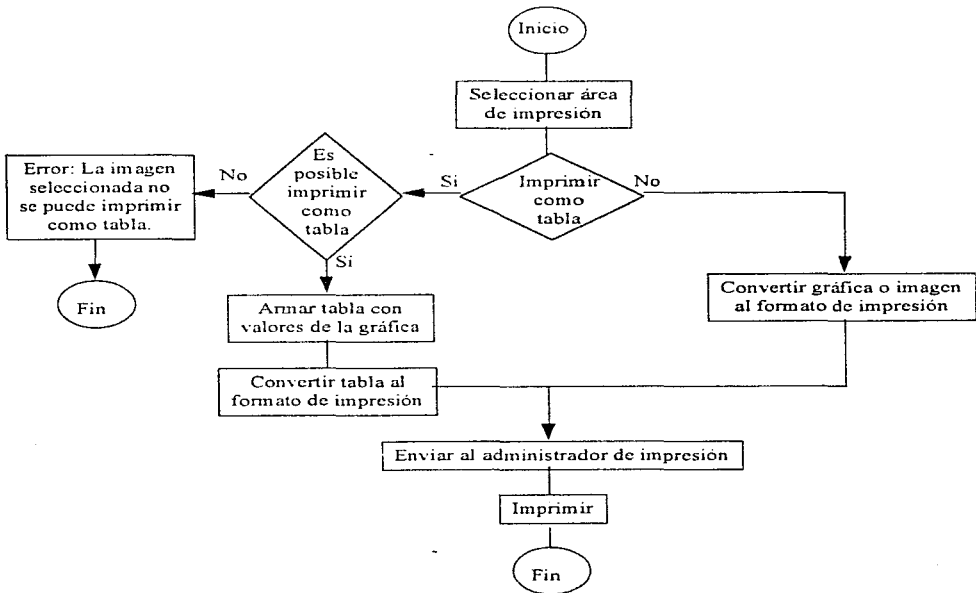 Inicio
Seleccionar área
de impresión
Imprimir
como
tabla
Si
No
Es
posible
imprimir
como
tabla
No
Sí
Error: La imagen
seleccionada no
se puede imprimir
como tabla.
Fin
Armar tabla con
valores de la gráfica
Convertir tabla al
formato de impresión
Convertir gráfica o imagen
al formato de impresión
Enviar al administrador de impresión
Imprimir
Fin